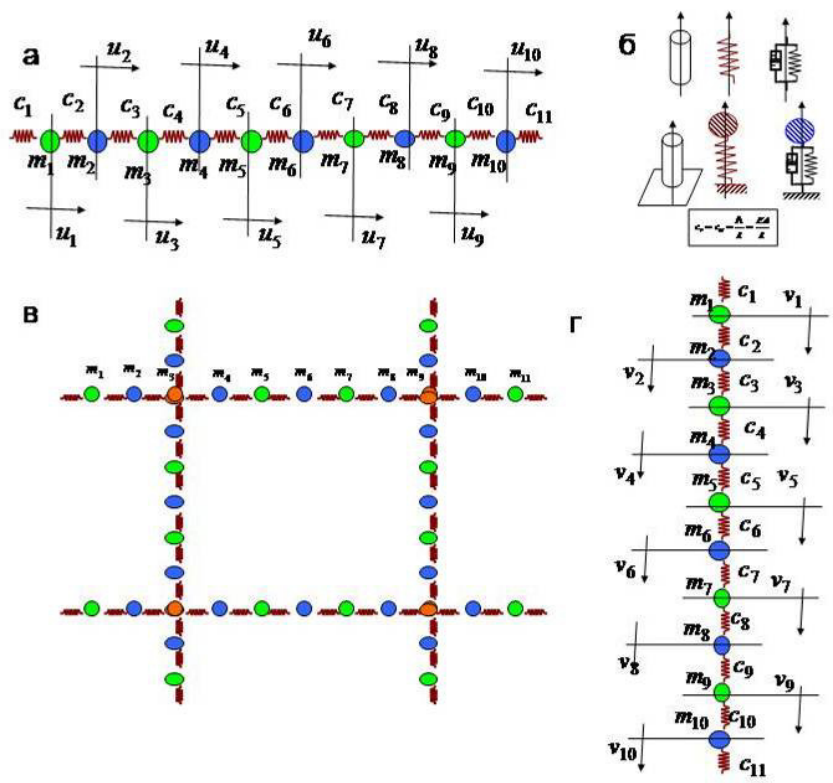 а
u₂ u₄ u₆ u₈ u₁₀
c₁ c₂ c₃ c₄ c₅ c₆ c₇ c₈ c₉ c₁₀ c₁₁
m₁ m₂ m₃ m₄ m₅ m₆ m₇ m₈ m₉ m₁₀
u₁ u₃ u₅ u₇ u₉
б
в
m₁ m₂ m₃ m₄ m₅ m₆ m₇ m₈ m₉ m₁₀ m₁₁
г
m₁ c₁ v₁
m₂ c₂
v₂ m₃ c₃ v₃
m₄ c₄
v₄ m₅ c₅ v₅
m₆ c₆
v₆ m₇ c₇ v₇
m₈ c₈
v₈ m₉ c₉ v₉
m₁₀ c₁₀
v₁₀ c₁₁